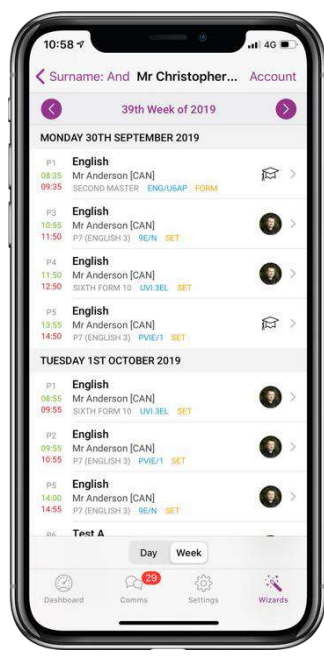 10:58 4G
Surname: And Mr Christopher... Account
39th Week of 2019
MONDAY 30TH SEPTEMBER 2019
P1 English
08:35 Mr Anderson [CAN]
09:35 SECOND MASTER ENG/U6AP FORM
P3 English
10:55 Mr Anderson [CAN]
11:50 P7 (ENGLISH 3) 9E/N SET
P4 English
11:50 Mr Anderson [CAN]
12:50 SIXTH FORM 10 UVI.3EL SET
P5 English
13:55 Mr Anderson [CAN]
14:50 P7 (ENGLISH 3) PVIE/1 SET
TUESDAY 1ST OCTOBER 2019
P1 English
08:55 Mr Anderson [CAN]
09:55 SIXTH FORM 10 UVI.3EL SET
P2 English
09:55 Mr Anderson [CAN]
10:55 P7 (ENGLISH 3) PVIE/1 SET
P5 English
14:00 Mr Anderson [CAN]
14:55 P7 (ENGLISH 3) 9E/N SET
P6 Test A
Day Week
29
Dashboard Comms Settings Wizards